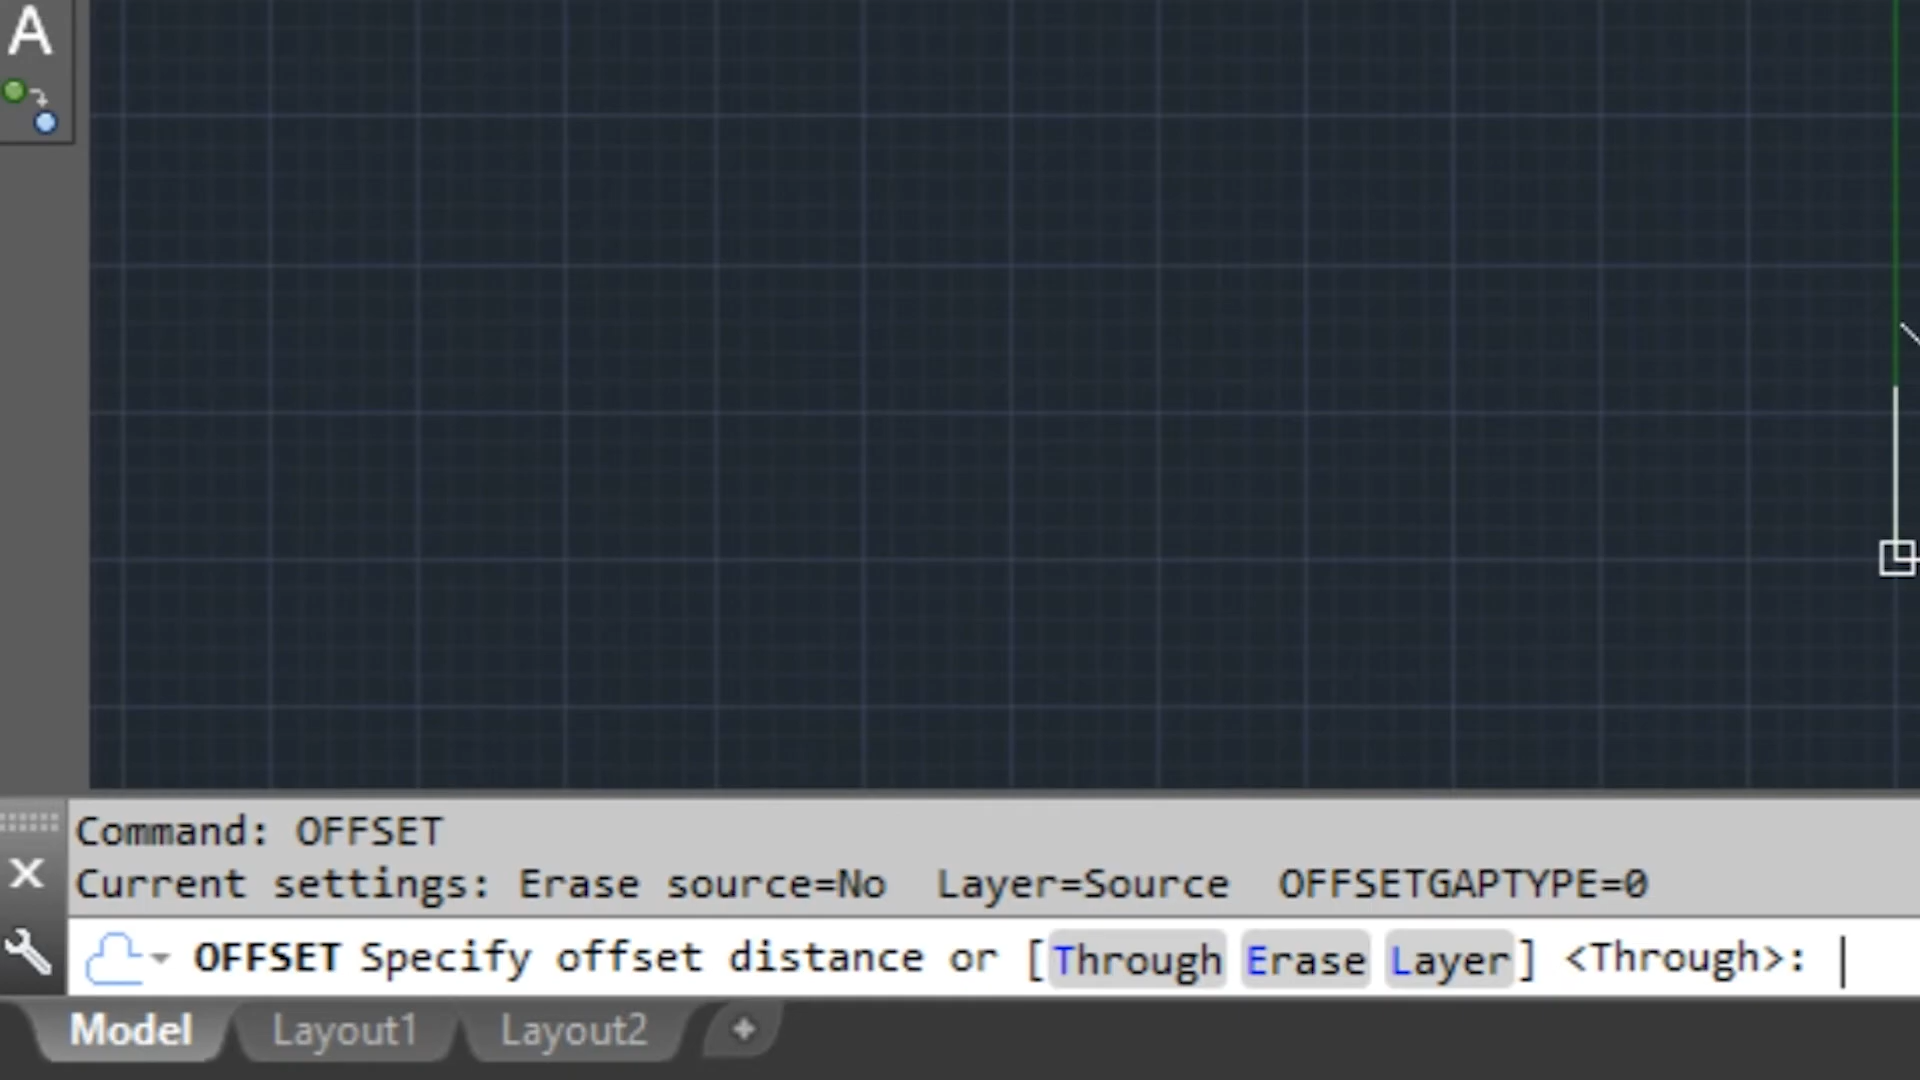 A
Command: OFFSET
Current settings: Erase source=No  Layer=Source  OFFSETGAPTYPE=0
OFFSET Specify offset distance or [Through Erase Layer] <Through>:
Model Layout1 Layout2